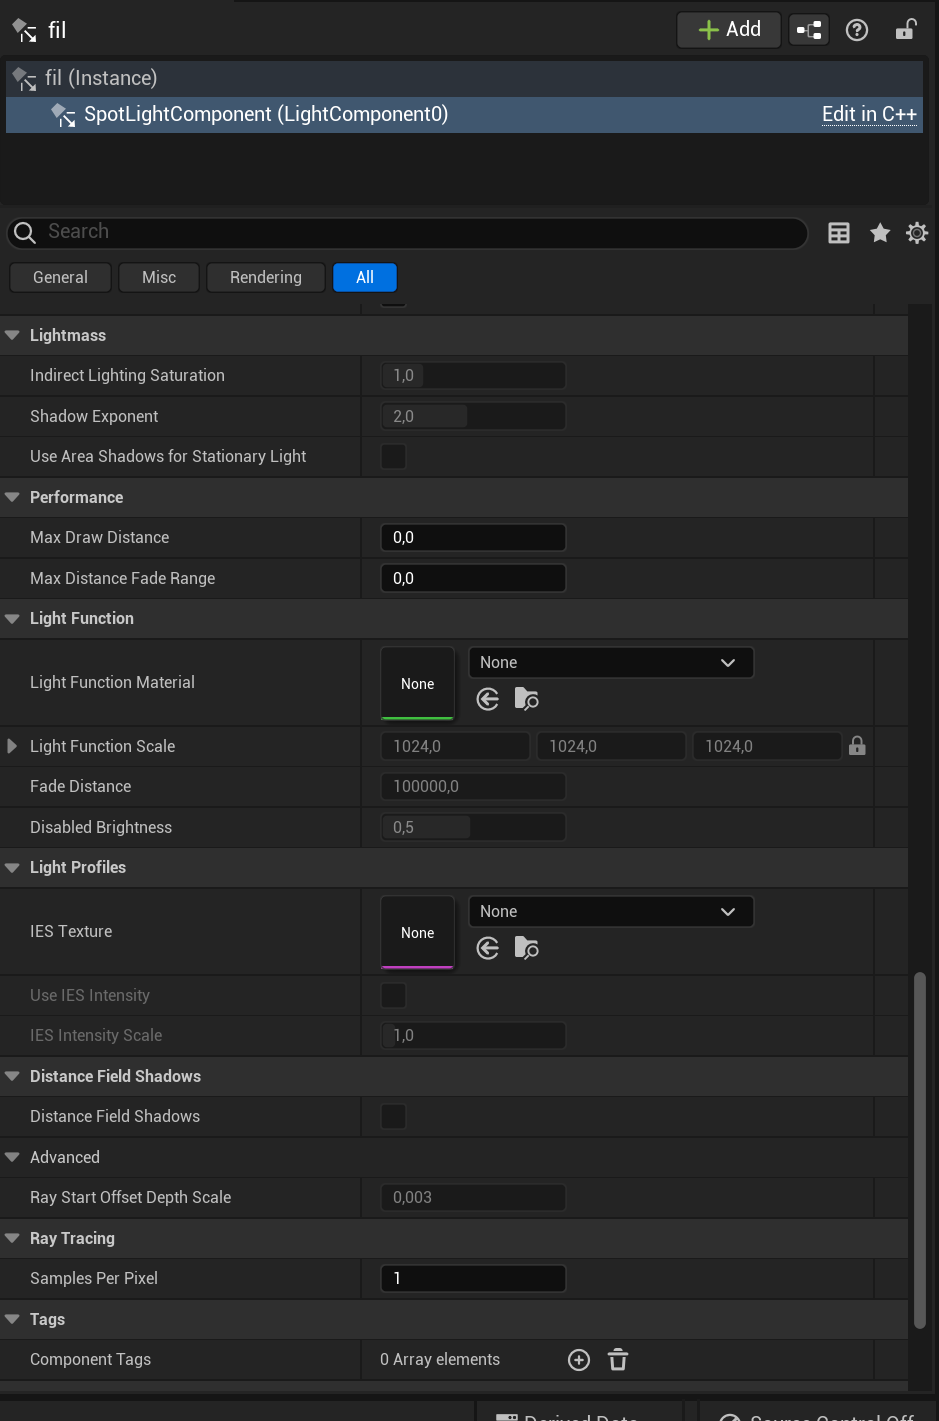 fil
Add
fil (Instance)
SpotLightComponent (LightComponent0)
Edit in C++
Search
General Misc Rendering All
Lightmass
Indirect Lighting Saturation 1,0
Shadow Exponent 2,0
Use Area Shadows for Stationary Light
Performance
Max Draw Distance 0,0
Max Distance Fade Range 0,0
Light Function
Light Function Material None None
Light Function Scale 1024,0 1024,0 1024,0
Fade Distance 100000,0
Disabled Brightness 0,5
Light Profiles
IES Texture None None
Use IES Intensity
IES Intensity Scale 1,0
Distance Field Shadows
Distance Field Shadows
Advanced
Ray Start Offset Depth Scale 0,003
Ray Tracing
Samples Per Pixel 1
Tags
Component Tags 0 Array elements
Derived Data Source Control Off